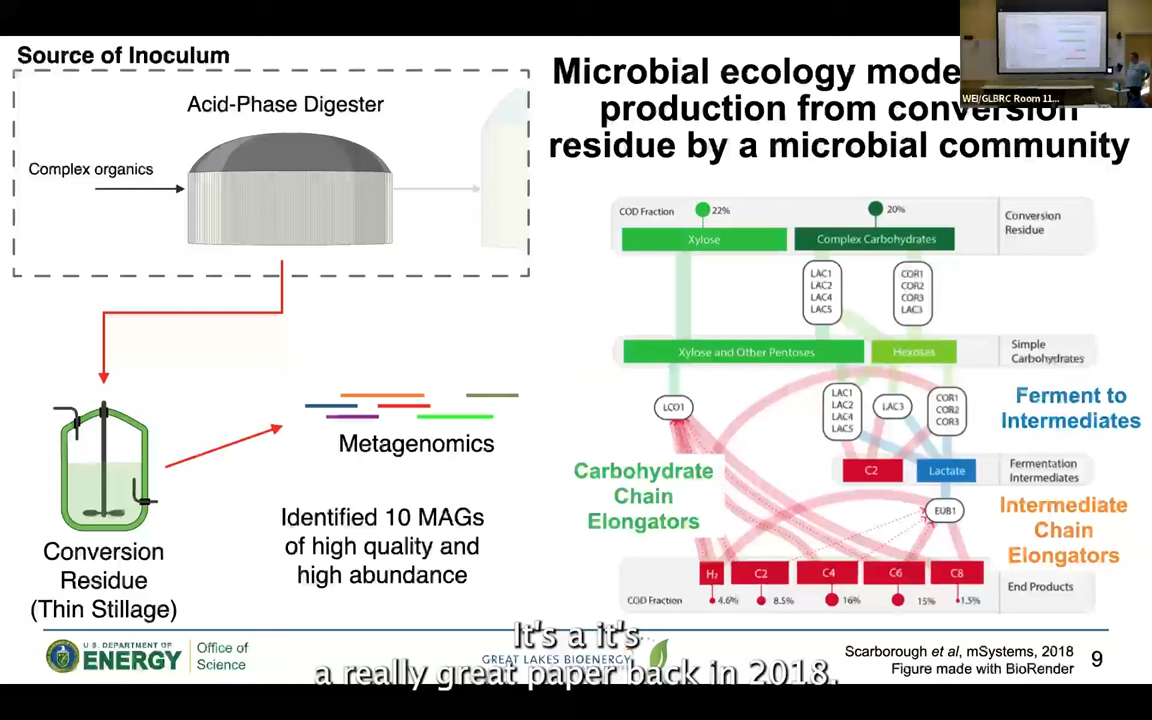 Source of Inoculum
Acid-Phase Digester
Complex organics
Conversion
Residue
(Thin Stillage)
Metagenomics
Identified 10 MAGs
of high quality and
high abundance
Microbial ecology
production from conversion
residue by a microbial community
WEI/GLBRC Room 11...
COD Fraction
22%
20%
Conversion
Residue
Xylose
Complex Carbohydrates
LAC1
LAC2
LAC4
LAC5
COR1
COR2
COR3
LAC3
Xylose and Other Pentoses
Hexoses
Simple
Carbohydrates
LCO1
LAC1
LAC2
LAC4
LAC5
LAC3
COR1
COR2
COR3
Ferment to
Intermediates
Carbohydrate
Chain
Elongators
C2
Lactate
Fermentation
Intermediates
EUB1
Intermediate
Chain
Elongators
H₂
C2
C4
C6
C8
End Products
COD Fraction
4.6%
8.5%
16%
15%
1.5%
It's a it's
a really great paper back in 2018.
U.S. DEPARTMENT OF
ENERGY
Office of
Science
GREAT LAKES BIOENERGY
Scarborough et al, mSystems, 2018
Figure made with BioRender
9